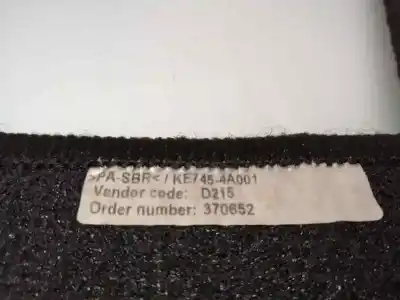 >PA-SBR< / KE745-4A001
Vendor code: D215
Order number: 370652